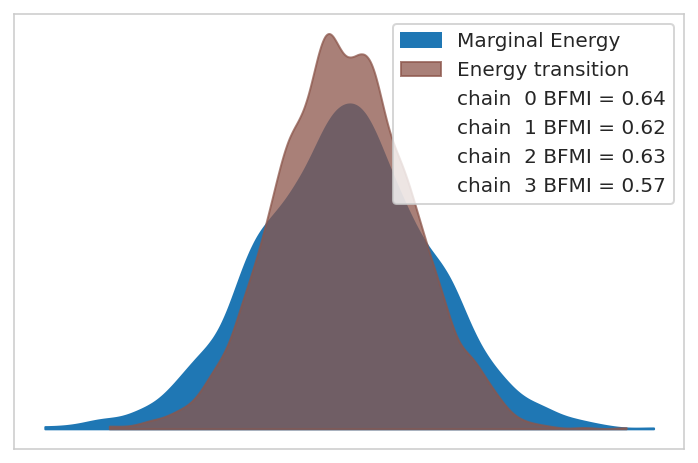 Marginal Energy
Energy transition
chain  0 BFMI = 0.64
chain  1 BFMI = 0.62
chain  2 BFMI = 0.63
chain  3 BFMI = 0.57